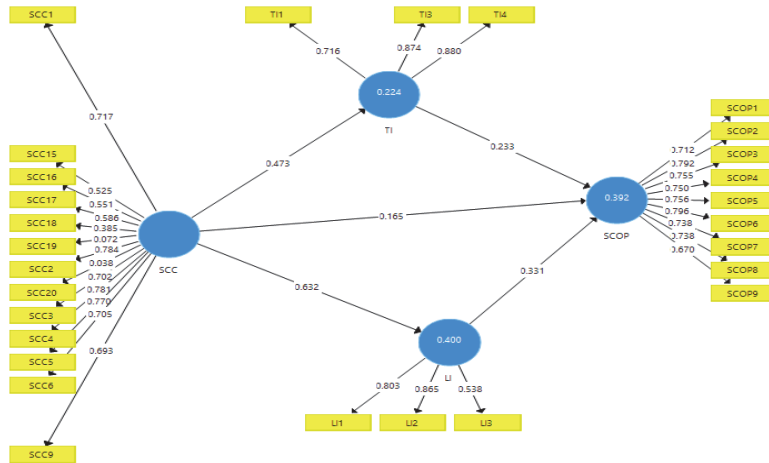 SCC1
TI1
TI3
TI4
0.716
0.874
0.880
0.224
TI
0.717
SCC15
SCC16
SCC17
SCC18
SCC19
SCC2
SCC20
SCC3
SCC4
SCC5
SCC6
SCC9
0.525
0.551
0.586
0.385
0.072
0.784
0.038
0.702
0.781
0.770
0.705
0.693
SCC
0.473
0.165
0.632
0.233
0.331
0.392
SCOP
0.712
0.792
0.755
0.750
0.756
0.796
0.738
0.738
0.670
SCOP1
SCOP2
SCOP3
SCOP4
SCOP5
SCOP6
SCOP7
SCOP8
SCOP9
0.400
LI
0.803
0.865
0.538
LI1
LI2
LI3